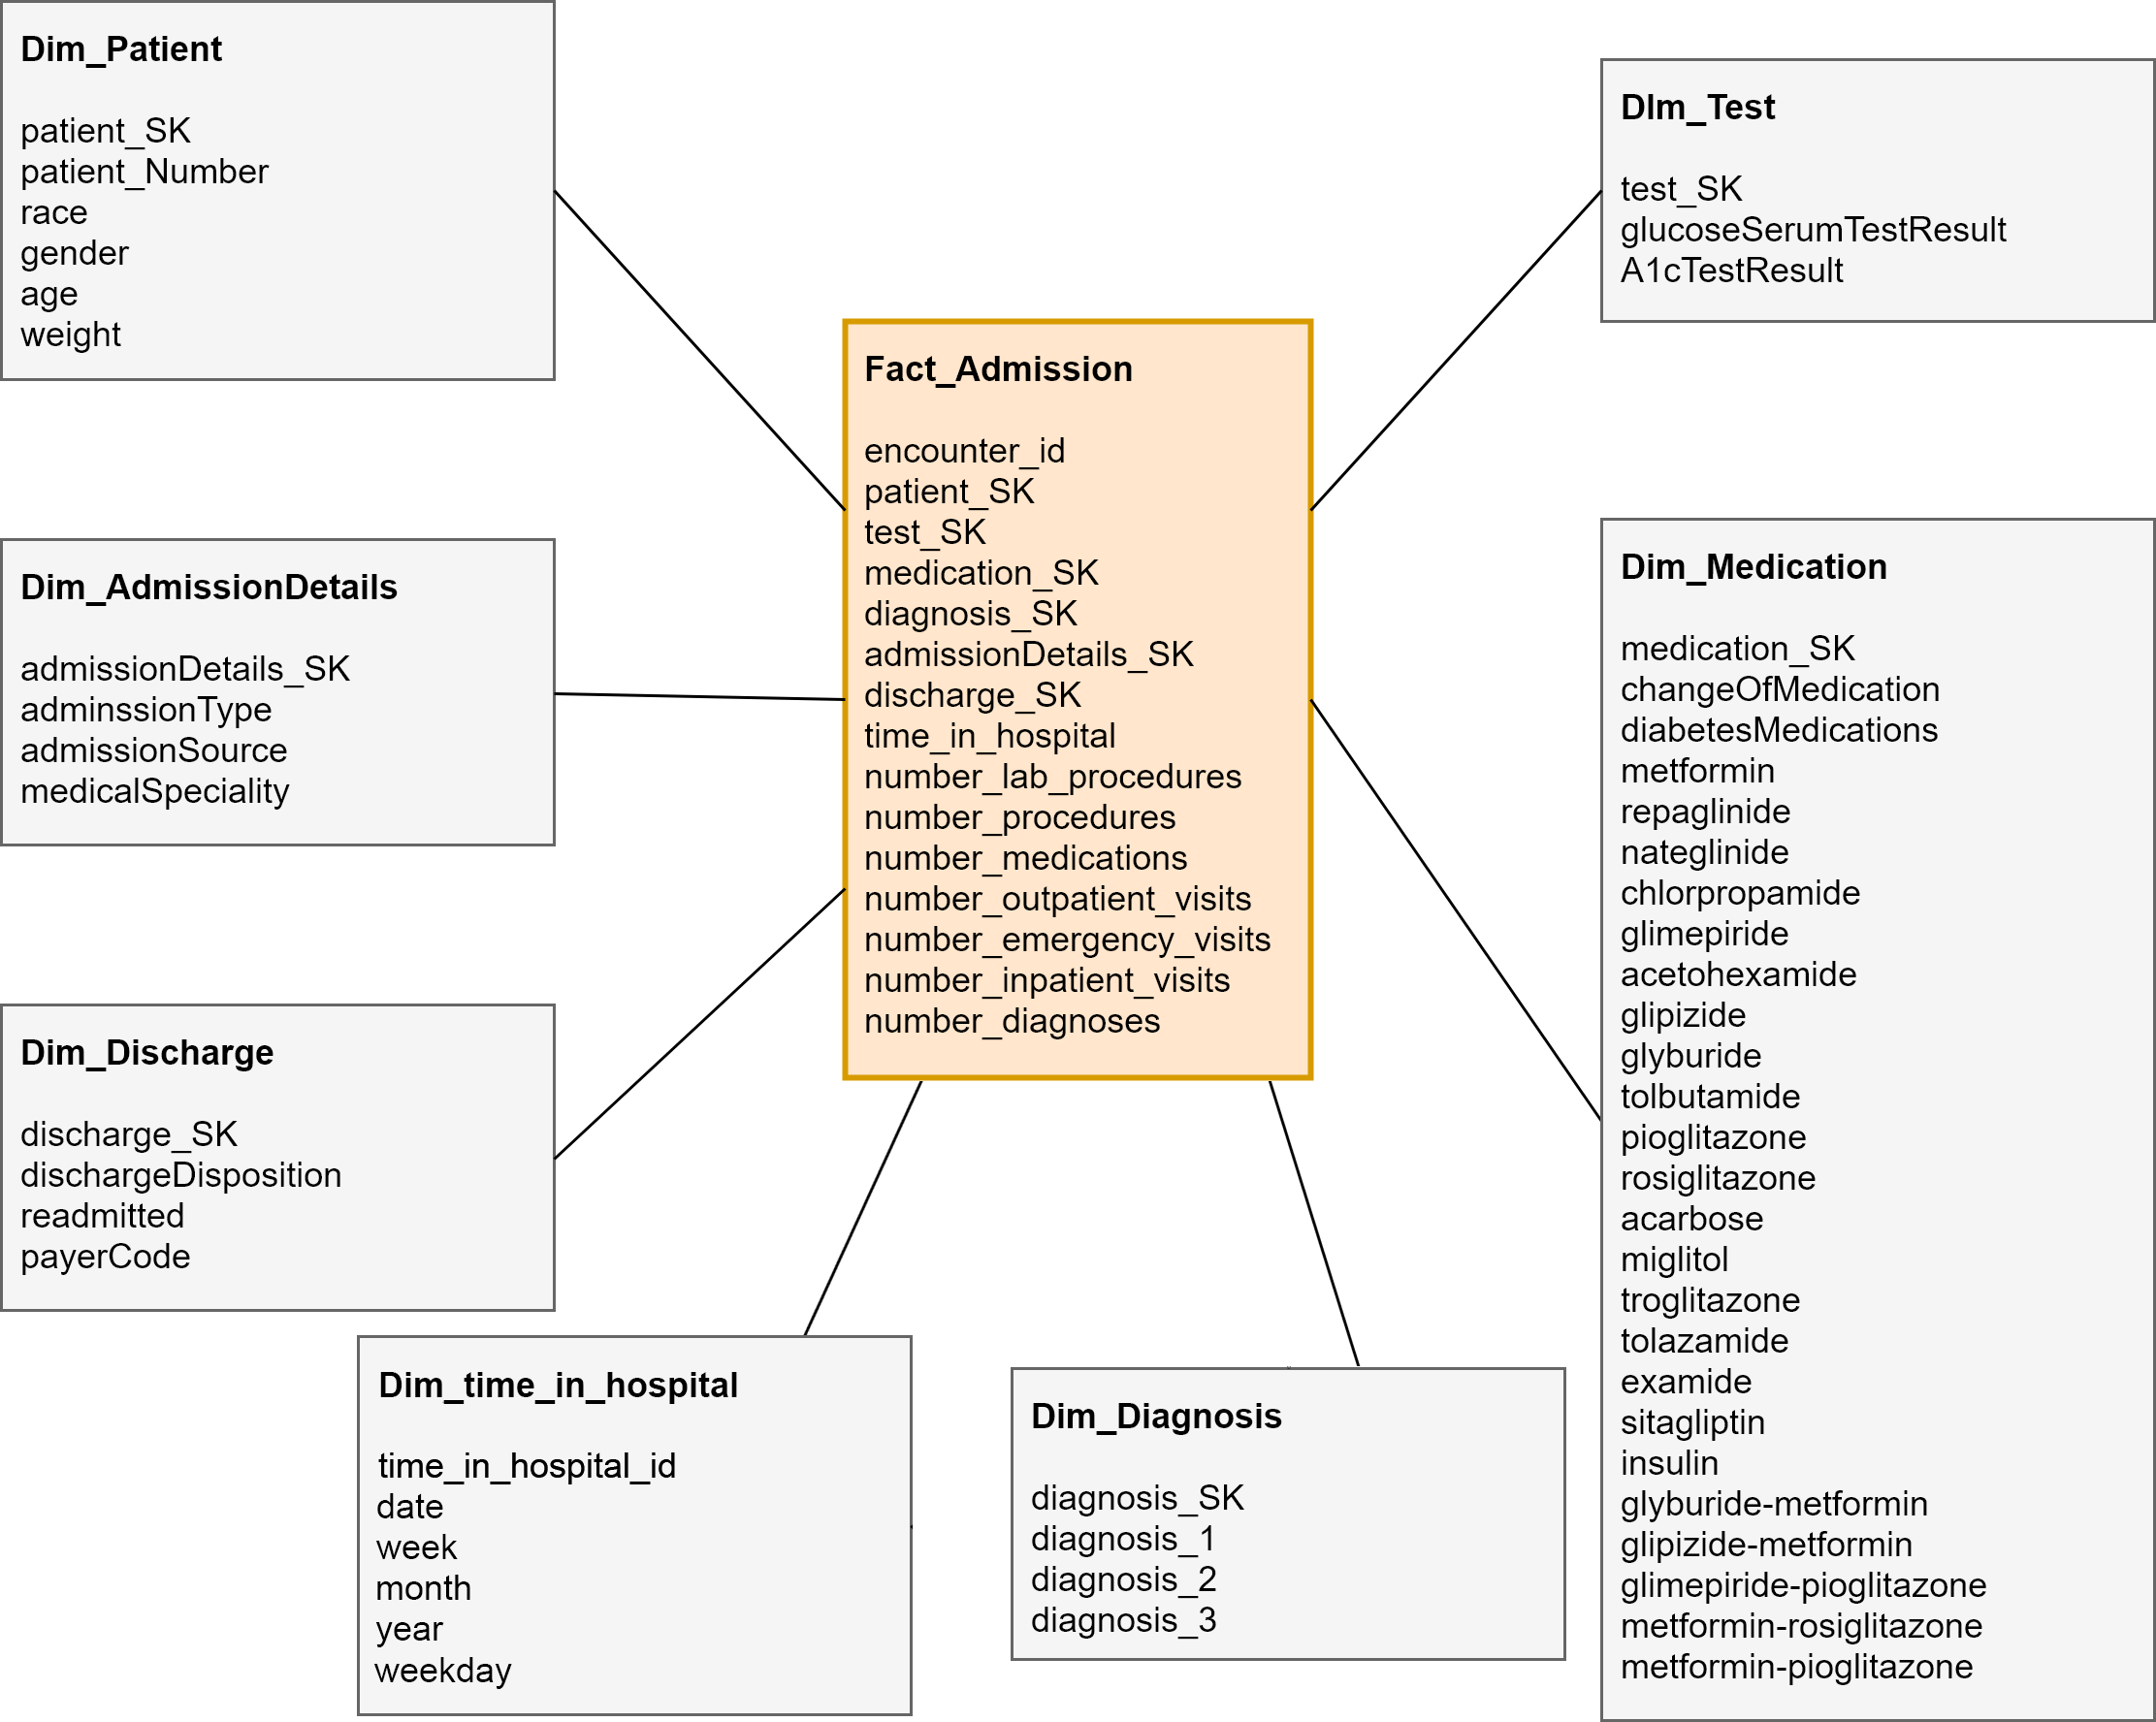 Dim_Patient
patient_SK
patient_Number
race
gender
age
weight
DIm_Test
test_SK
glucoseSerumTestResult
A1cTestResult
Fact_Admission
encounter_id
patient_SK
test_SK
medication_SK
diagnosis_SK
admissionDetails_SK
discharge_SK
time_in_hospital
number_lab_procedures
number_procedures
number_medications
number_outpatient_visits
number_emergency_visits
number_inpatient_visits
number_diagnoses
Dim_AdmissionDetails
admissionDetails_SK
adminssionType
admissionSource
medicalSpeciality
Dim_Medication
medication_SK
changeOfMedication
diabetesMedications
metformin
repaglinide
nateglinide
chlorpropamide
glimepiride
acetohexamide
glipizide
glyburide
tolbutamide
pioglitazone
rosiglitazone
acarbose
miglitol
troglitazone
tolazamide
examide
sitagliptin
insulin
glyburide-metformin
glipizide-metformin
glimepiride-pioglitazone
metformin-rosiglitazone
metformin-pioglitazone
Dim_Discharge
discharge_SK
dischargeDisposition
readmitted
payerCode
Dim_time_in_hospital
time_in_hospital_id
date
week
month
year
weekday
Dim_Diagnosis
diagnosis_SK
diagnosis_1
diagnosis_2
diagnosis_3